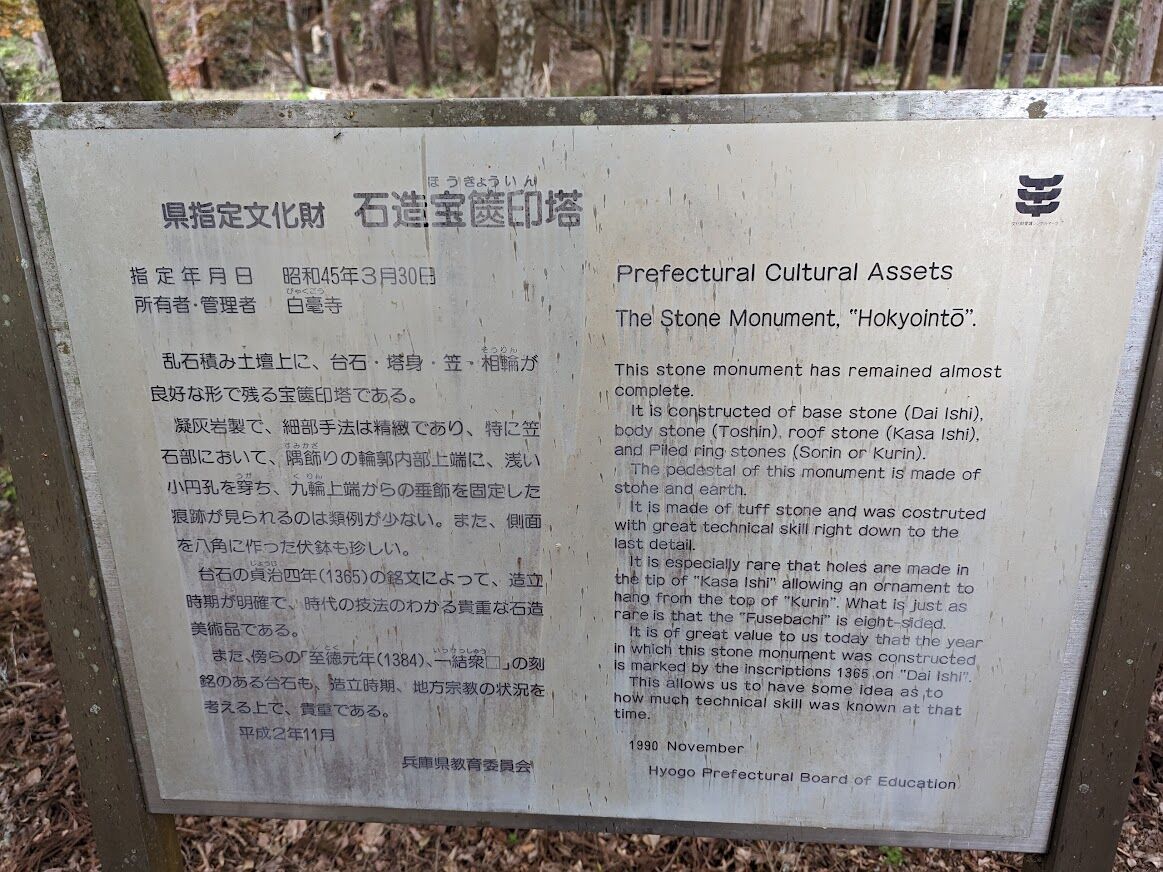 ほうきょういん
県指定文化財 石造宝篋印塔
指定年月日 昭和45年3月30日
びゃくごう
所有者・管理者 白毫寺
そうりん
乱石積み土壇上に、台石・塔身・笠・相輪が
良好な形で残る宝篋印塔である。
凝灰岩製で、細部手法は精緻であり、特に笠
すみかざ
石部において、隅飾りの輪郭内部上端に、浅い
うが くりん
小円孔を穿ち、九輪上端からの垂飾を固定した
痕跡が見られるのは類例が少ない。また、側面
を八角に作った伏鉢も珍しい。
じょうじ
台石の貞治四年(1365)の銘文によって、造立
時期が明確で、時代の技法のわかる貴重な石造
美術品である。
いっけっしゅう
また、傍らの「至徳元年(1384)、一結衆□」の刻
銘のある台石も、造立時期、地方宗教の状況を
考える上で、貴重である。
平成2年11月
兵庫県教育委員会
Prefectural Cultural Assets
The Stone Monument, "Hokyointō".
This stone monument has remained almost
complete.
It is constructed of base stone (Dai Ishi),
body stone (Toshin), roof stone (Kasa Ishi),
and Piled ring stones (Sorin or Kurin).
The pedestal of this monument is made of
stone and earth.
It is made of tuff stone and was costruted
with great technical skill right down to the
last detail.
It is especially rare that holes are made in
the tip of "Kasa Ishi" allowing an ornament to
hang from the top of "Kurin". What is just as
rare is that the "Fusebachi" is eight-sided.
It is of great value to us today that the year
in which this stone monument was constructed
is marked by the inscriptions 1365 on "Dai Ishi".
This allows us to have some idea as to
how much technical skill was known at that
time.
1990 November
Hyogo Prefectural Board of Education